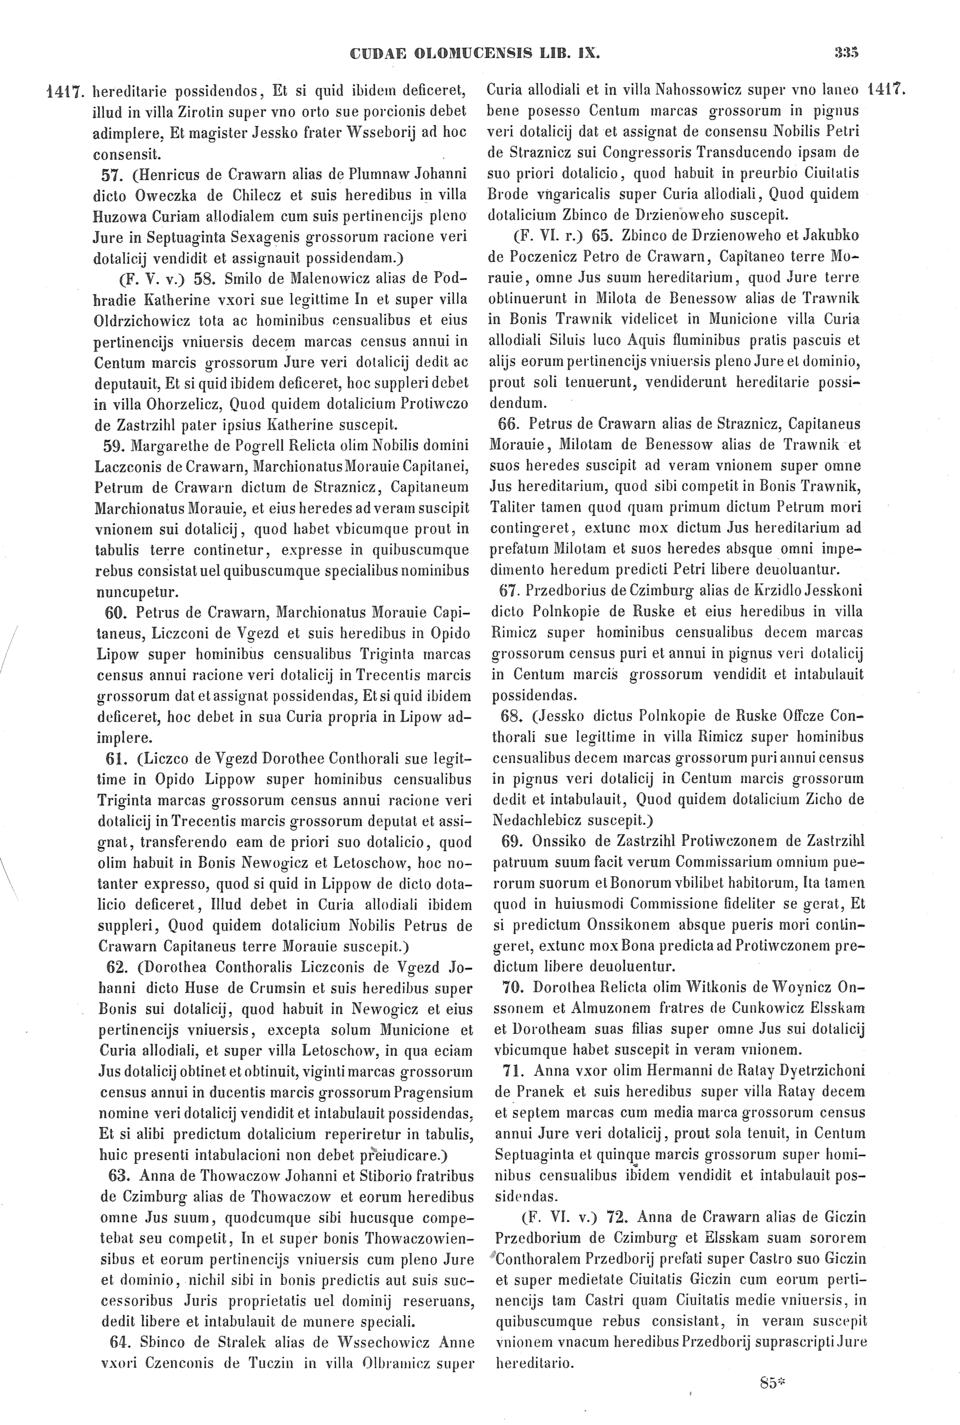 CUDAE OLOMUCENSIS LIB. IX.
335
1417. hereditarie possidendos, Et si quid ibidem deficeret,
illud in villa Zirotin super vno orto sue porcionis debet
adimplere, Et magister Jessko frater Wsseborij ad hoc
consensit.
57. (Henricus de Crawarn alias de Plumnaw Johanni
dicto Oweczka de Chilecz et suis heredibus in villa
Huzowa Curiam allodialem cum suis pertinencijs pleno
Jure in Septuaginta Sexagenis grossorum racione veri
dotalicij vendidit et assignauit possidendam.)
(F. V. v.) 58. Smilo de Malenowicz alias de Pod-
hradie Katherine vxori sue legittime In et super villa
Oldrzichowicz tota ac hominibus censualibus et eius
pertinencijs vniuersis decem marcas census annui in
Centum marcis grossorum Jure veri dotalicij dedit ac
deputauit, Et si quid ibidem deficeret, hoc suppleri debet
in villa Ohorzelicz, Quod quidem dotalicium Protiwczo
de Zastrzihl pater ipsius Katherine suscepit.
59. Margarethe de Pogrell Relicta olim Nobilis domini
Laczconis de Crawarn, Marchionatus Morauie Capitanei,
Petrum de Crawarn dictum de Straznicz, Capitaneum
Marchionatus Morauie, et eius heredes ad veram suscipit
vnionem sui dotalicij, quod habet vbicumque prout in
tabulis terre continetur, expresse in quibuscumque
rebus consistat uel quibuscumque specialibus nominibus
nuncupetur.
60. Petrus de Crawarn, Marchionatus Morauie Capi-
taneus, Liczconi de Vgezd et suis heredibus in Opido
Lipow super hominibus censualibus Triginta marcas
census annui racione veri dotalicij in Trecentis marcis
grossorum dat et assignat possidendas, Et si quid ibidem
deficeret, hoc debet in sua Curia propria in Lipow ad-
implere.
61. (Liczco de Vgezd Dorothee Conthorali sue legit-
time in Opido Lippow super hominibus censualibus
Triginta marcas grossorum census annui racione veri
dotalicij in Trecentis marcis grossorum deputat et assi-
gnat, transferendo eam de priori suo dotalicio, quod
olim habuit in Bonis Newogicz et Letoschow, hoc no-
tanter expresso, quod si quid in Lippow de dicto dota-
licio deficeret, Illud debet in Curia allodiali ibidem
suppleri, Quod quidem dotalicium Nobilis Petrus de
Crawarn Capitaneus terre Morauie suscepit.)
62. (Dorothea Conthoralis Liczconis de Vgezd Jo-
hanni dicto Huse de Crumsin et suis heredibus super
Bonis sui dotalicij, quod habuit in Newogicz et eius
pertinencijs vniuersis, excepta solum Municione et
Curia allodiali, et super villa Letoschow, in qua eciam
Jus dotalicij obtinet et obtinuit, viginti marcas grossorum
census annui in ducentis marcis grossorum Pragensium
nomine veri dotalicij vendidit et intabulauit possidendas,
Et si alibi predictum dotalicium reperiretur in tabulis,
huic presenti intabulacioni non debet preiudicare.)
63. Anna de Thowaczow Johanni et Stiborio fratribus
de Czimburg alias de Thowaczow et eorum heredibus
omne Jus suum, quodcumque sibi hucusque compe-
tebat seu competit, In et super bonis Thowaczowien-
sibus et eorum pertinencijs vniuersis cum pleno Jure
et dominio, nichil sibi in bonis predictis aut suis suc-
cessoribus Juris proprietatis uel dominij reseruans,
dedit libere et intabulauit de munere speciali.
64. Sbinco de Stralek alias de Wssechowicz Anne
vxori Czenconis de Tuczin in villa Olbramicz super
Curia allodiali et in villa Nahossowicz super vno laneo 1417.
bene posesso Centum marcas grossorum in pignus
veri dotalicij dat et assignat de consensu Nobilis Petri
de Straznicz sui Congressoris Transducendo ipsam de
suo priori dotalicio, quod habuit in preurbio Ciuitatis
Brode vngaricalis super Curia allodiali, Quod quidem
dotalicium Zbinco de Drzienoweho suscepit.
(F. VI. r.) 65. Zbinco de Drzienoweho et Jakubko
de Poczenicz Petro de Crawarn, Capitaneo terre Mo-
rauie, omne Jus suum hereditarium, quod Jure terre
obtinuerunt in Milota de Benessow alias de Trawnik
in Bonis Trawnik videlicet in Municione villa Curia
allodiali Siluis luco Aquis fluminibus pratis pascuis et
alijs eorum pertinencijs vniuersis pleno Jure et dominio,
prout soli tenuerunt, vendiderunt hereditarie possi-
dendum.
66. Petrus de Crawarn alias de Straznicz, Capitaneus
Morauie, Milotam de Benessow alias de Trawnik et
suos heredes suscipit ad veram vnionem super omne
Jus hereditarium, quod sibi competit in Bonis Trawnik,
Taliter tamen quod quam primum dictum Petrum mori
contingeret, extunc mox dictum Jus hereditarium ad
prefatum Milotam et suos heredes absque omni impe-
dimento heredum predicti Petri libere deuoluantur.
67. Przedborius de Czimburg alias de Krzidlo Jesskoni
dicto Polnkopie de Ruske et eius heredibus in villa
Rimicz super hominibus censualibus decem marcas
grossorum census puri et annui in pignus veri dotalicij
in Centum marcis grossorum vendidit et intabulauit
possidendas.
68. (Jessko dictus Polnkopie de Ruske Offcze Con-
thorali sue legittime in villa Rimicz super hominibus
censualibus decem marcas grossorum puri annui census
in pignus veri dotalicij in Centum marcis grossorum
dedit et intabulauit, Quod quidem dotalicium Zicho de
Nedachlebicz suscepit.)
69. Onssiko de Zastrzihl Protiwczonem de Zastrzihl
patruum suum facit verum Commissarium omnium pue-
rorum suorum et Bonorum vbilibet habitorum, Ita tamen
quod in huiusmodi Commissione fideliter se gerat, Et
si predictum Onssikonem absque pueris mori contin-
geret, extunc mox Bona predicta ad Protiwczonem pre-
dictum libere deuoluentur.
70. Dorothea Relicta olim Witkonis de Woynicz On-
ssonem et Almuzonem fratres de Cunkowicz Elsskam
et Dorotheam suas filias super omne Jus sui dotalicij
vbicumque habet suscepit in veram vnionem.
71. Anna vxor olim Hermanni de Ratay Dyetrzichoni
de Pranek et suis heredibus super villa Ratay decem
et septem marcas cum media marca grossorum census
annui Jure veri dotalicij, prout sola tenuit, in Centum
Septuaginta et quinque marcis grossorum super homi-
nibus censualibus ibidem vendidit et intabulauit pos-
sidendas.
(F. VI. v.) 72. Anna de Crawarn alias de Giczin
Przedborium de Czimburg et Elsskam suam sororem
Conthoralem Przedborij prefati super Castro suo Giczin
et super medietate Ciuitatis Giczin cum eorum perti-
nencijs tam Castri quam Ciuitatis medie vniuersis, in
quibuscumque rebus consistant, in veram suscepit
vnionem vnacum heredibus Przedborij suprascripti Jure
hereditario.
85*